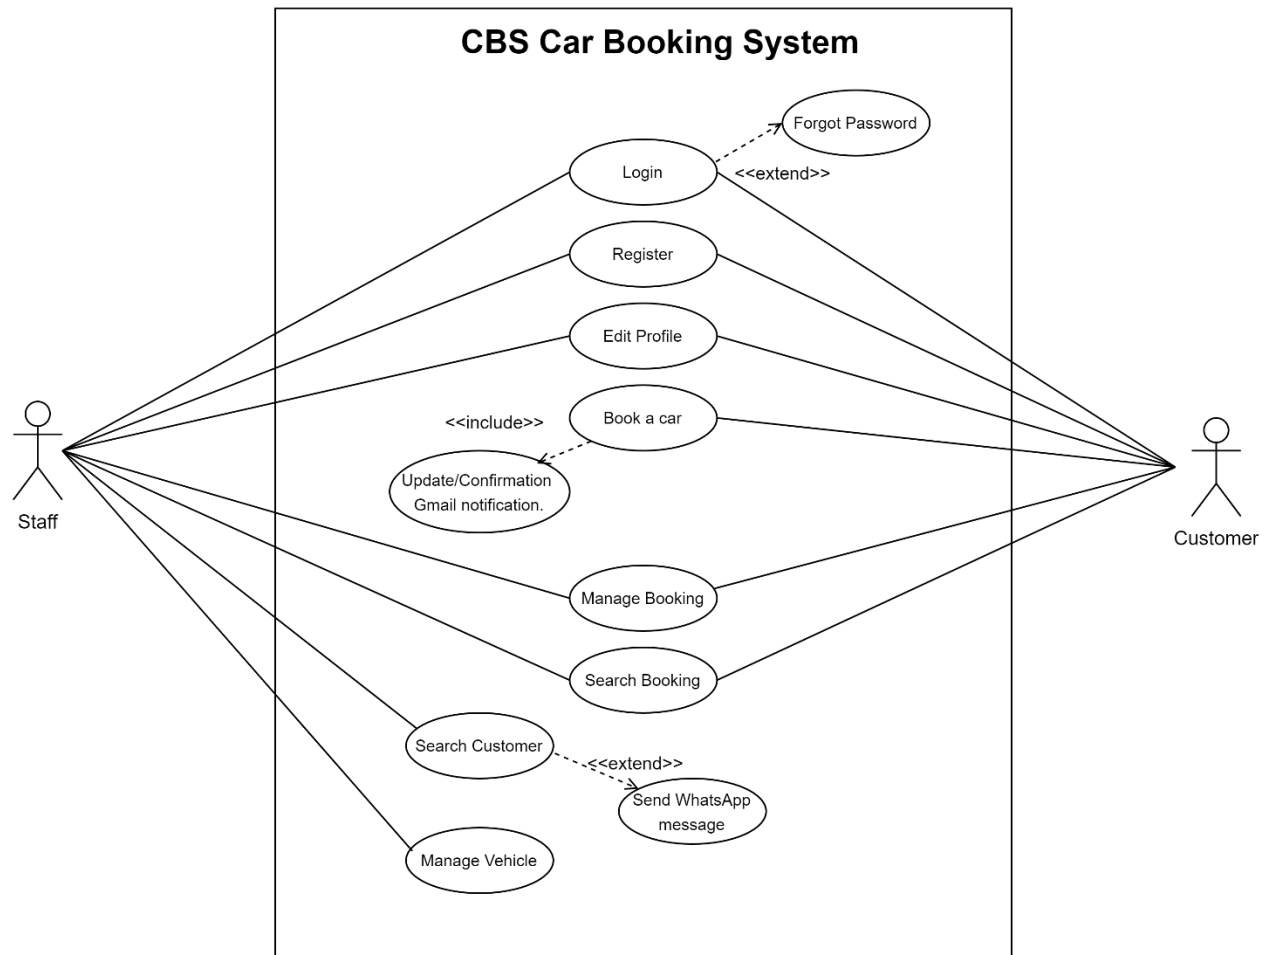 CBS Car Booking System
Forgot Password
Login
<<extend>>
Register
Edit Profile
Book a car
<<include>>
Update/Confirmation
Gmail notification.
Staff
Customer
Manage Booking
Search Booking
Search Customer
<<extend>>
Send WhatsApp
message
Manage Vehicle